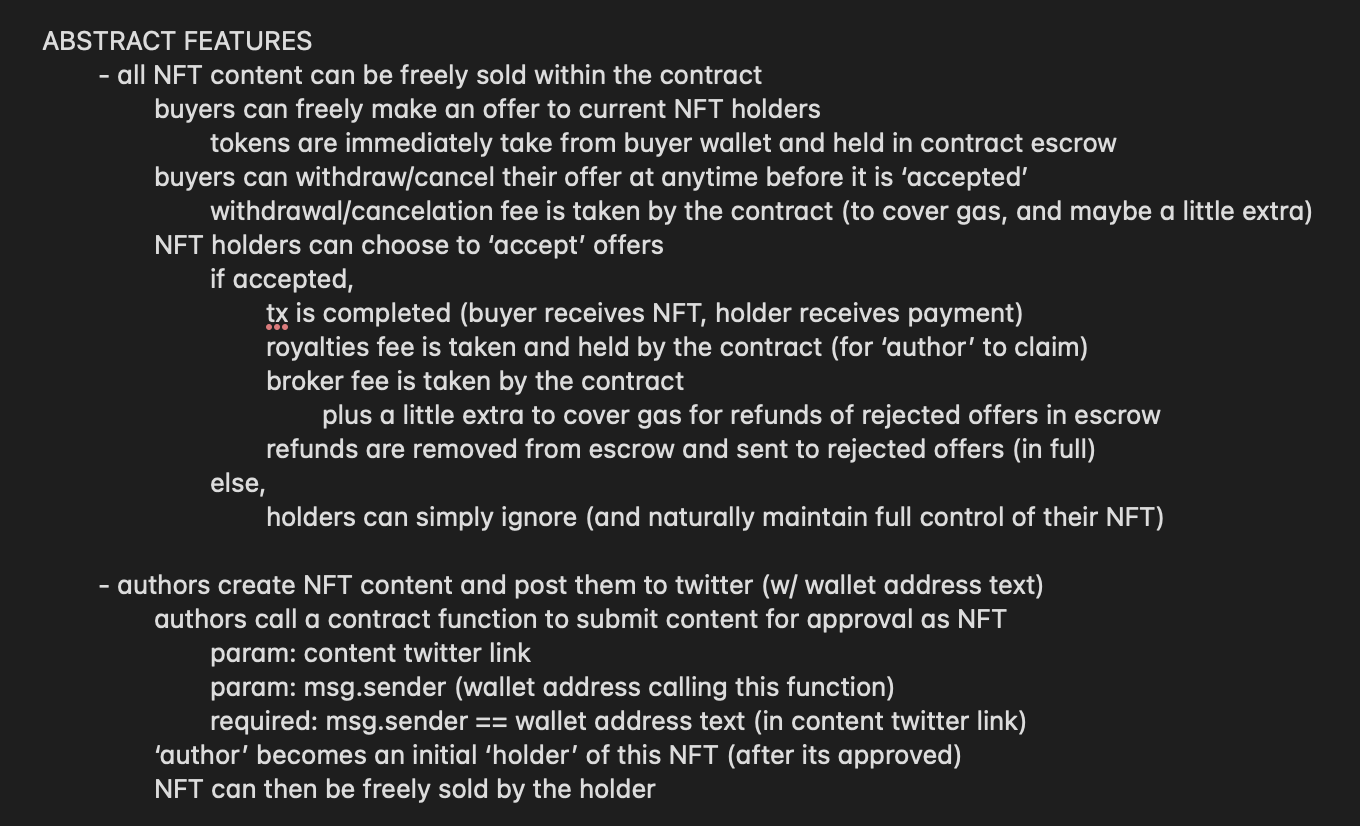 ABSTRACT FEATURES
- all NFT content can be freely sold within the contract
buyers can freely make an offer to current NFT holders
tokens are immediately take from buyer wallet and held in contract escrow
buyers can withdraw/cancel their offer at anytime before it is ‘accepted’
withdrawal/cancelation fee is taken by the contract (to cover gas, and maybe a little extra)
NFT holders can choose to ‘accept’ offers
if accepted,
tx is completed (buyer receives NFT, holder receives payment)
royalties fee is taken and held by the contract (for ‘author’ to claim)
broker fee is taken by the contract
plus a little extra to cover gas for refunds of rejected offers in escrow
refunds are removed from escrow and sent to rejected offers (in full)
else,
holders can simply ignore (and naturally maintain full control of their NFT)
- authors create NFT content and post them to twitter (w/ wallet address text)
authors call a contract function to submit content for approval as NFT
param: content twitter link
param: msg.sender (wallet address calling this function)
required: msg.sender == wallet address text (in content twitter link)
‘author’ becomes an initial ‘holder’ of this NFT (after its approved)
NFT can then be freely sold by the holder